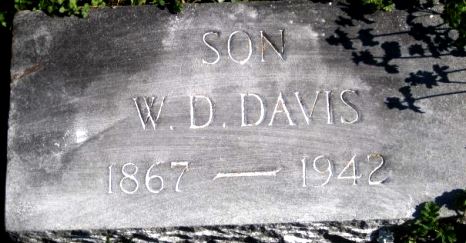 SON
W. D. DAVIS
1867 — 1942